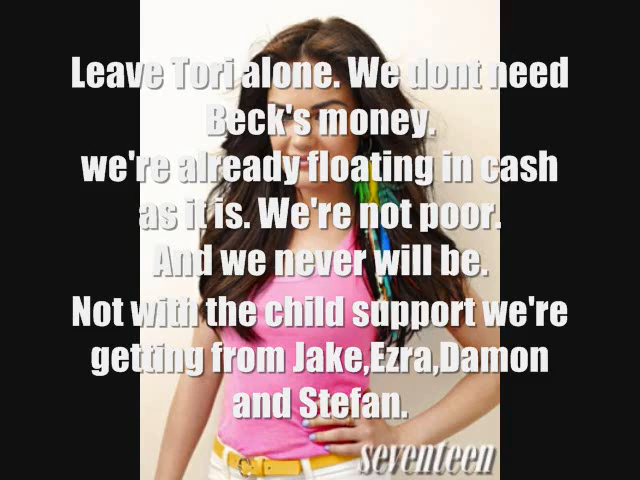 Leave Tori alone. We dont need
Beck's money.
we're already floating in cash
as it is. We're not poor.
And we never will be.
Not with the child support we're
getting from Jake,Ezra,Damon
and Stefan.
seventeen